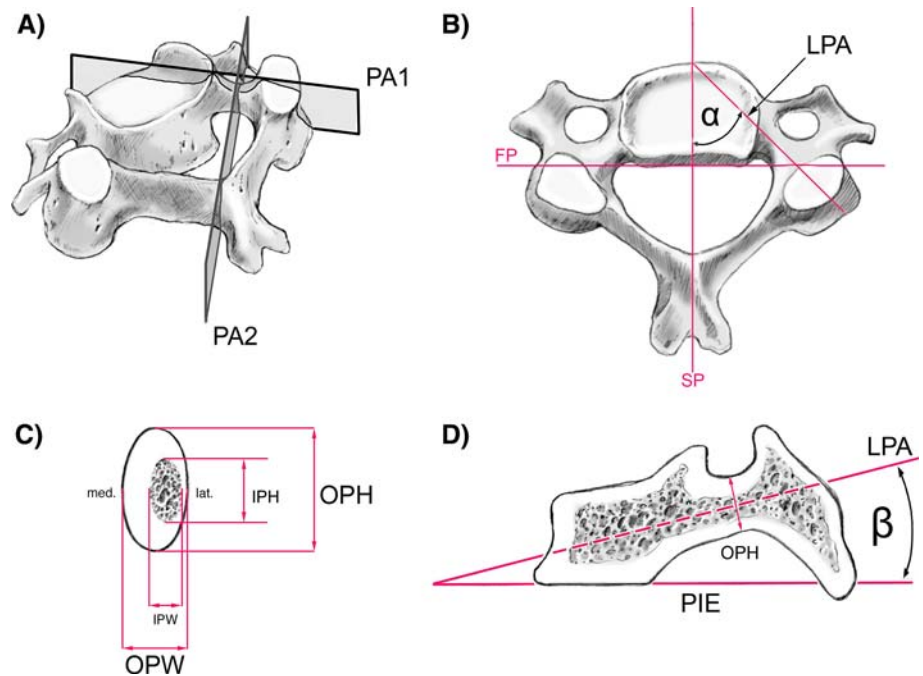 A)
PA1
PA2
B)
LPA
α
FP
SP
C)
med.
lat.
IPH
OPH
IPW
OPW
D)
LPA
β
OPH
PIE